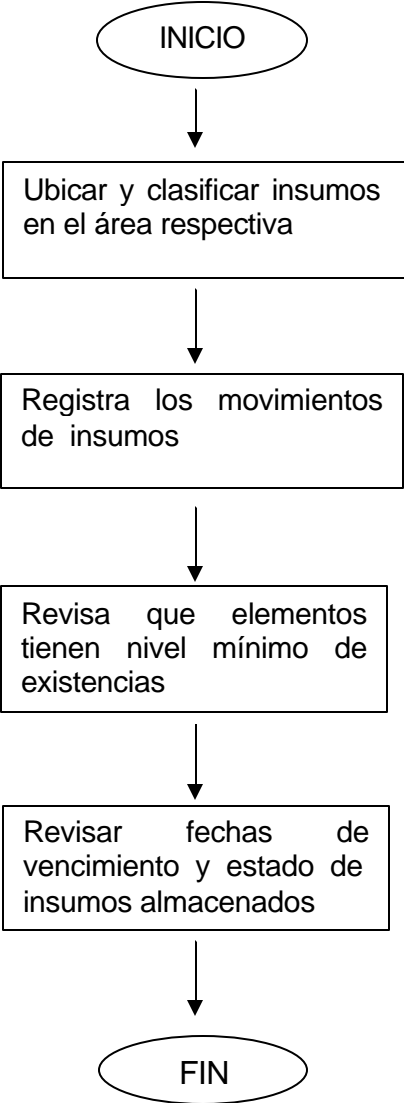 INICIO
Ubicar y clasificar insumos
en el área respectiva
Registra los movimientos
de insumos
Revisa que elementos
tienen nivel mínimo de
existencias
Revisar fechas de
vencimiento y estado de
insumos almacenados
FIN